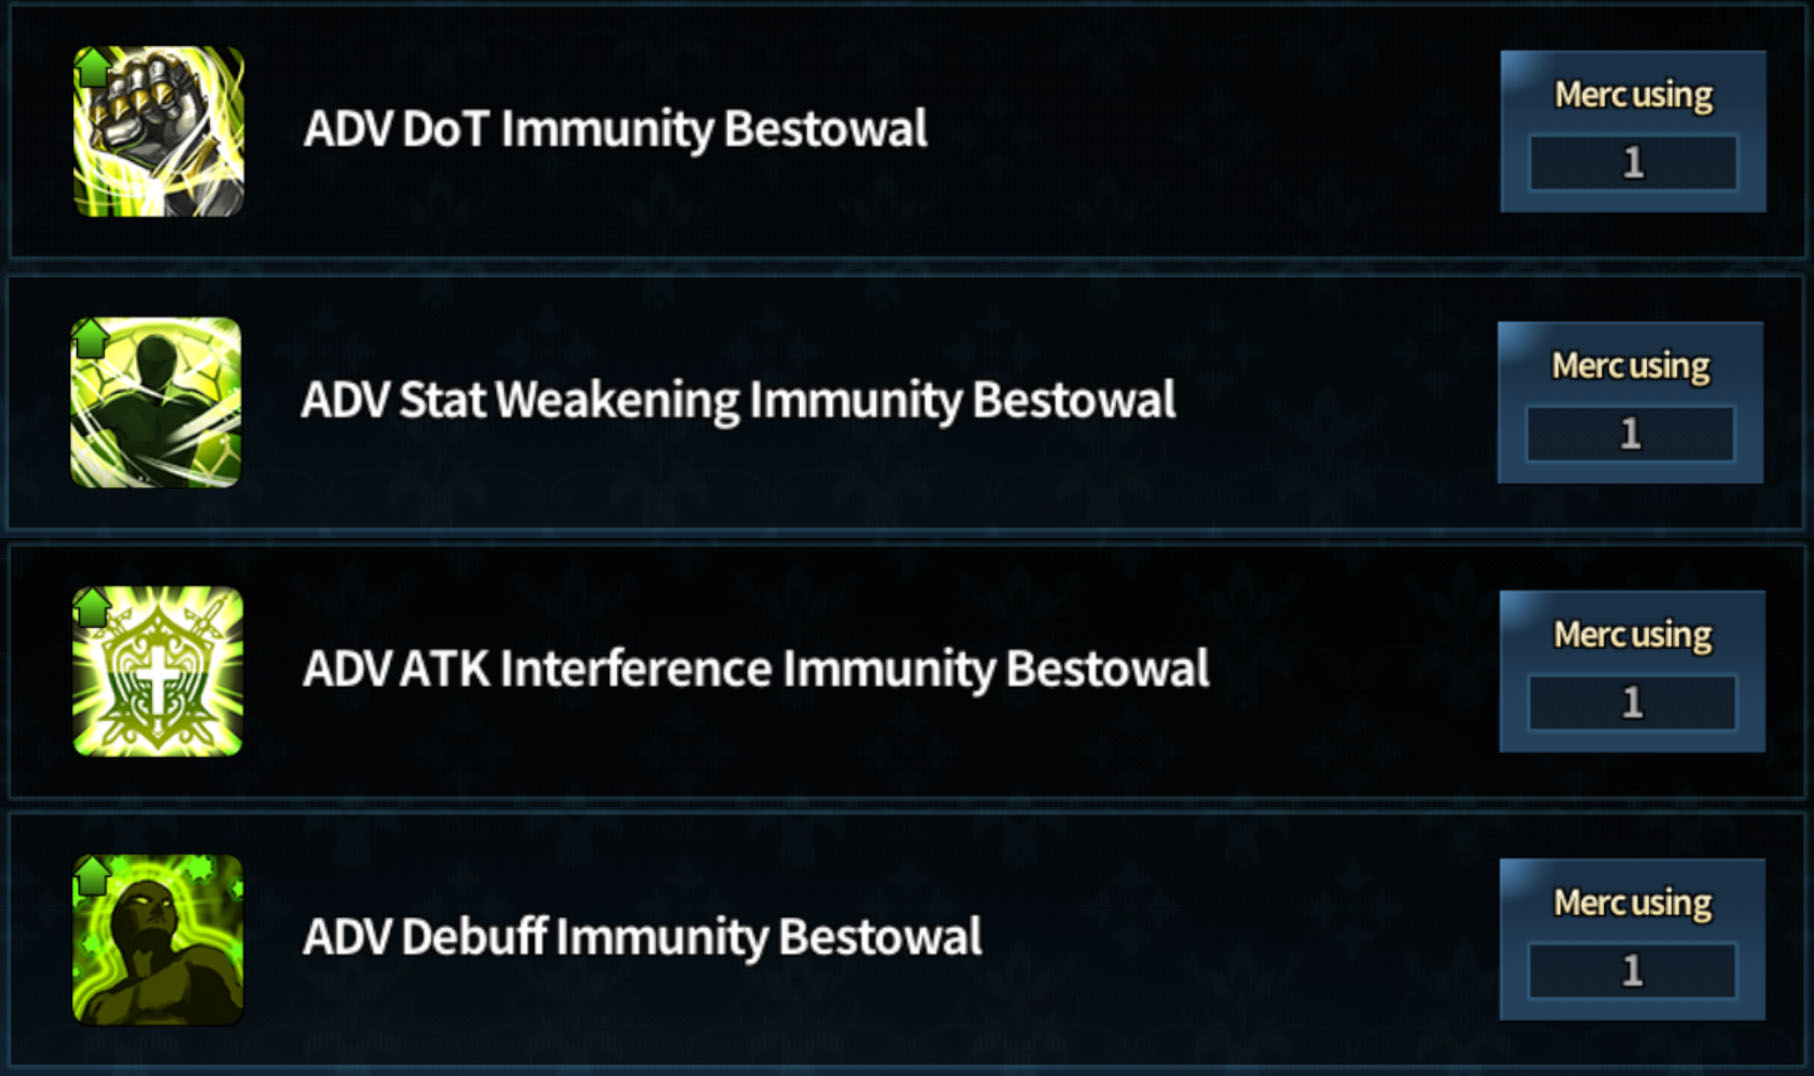 ADV DoT Immunity Bestowal
Merc using
1
ADV Stat Weakening Immunity Bestowal
Merc using
1
ADV ATK Interference Immunity Bestowal
Merc using
1
ADV Debuff Immunity Bestowal
Merc using
1